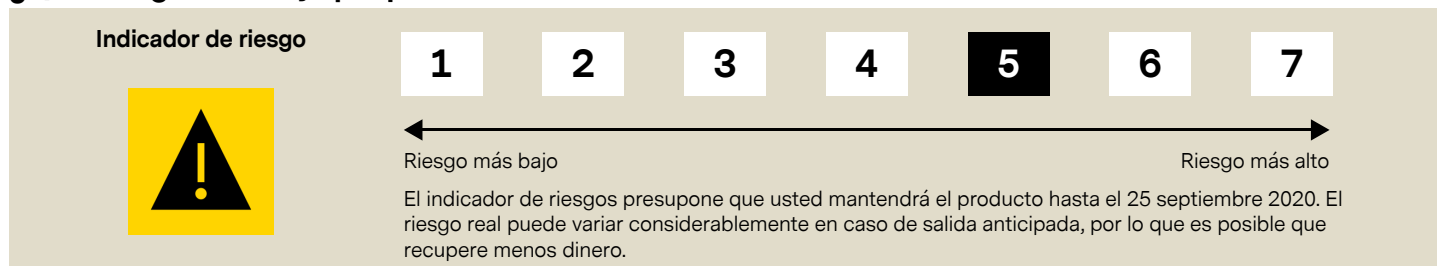 Indicador de riesgo
1 2 3 4 5 6 7
Riesgo más bajo Riesgo más alto
El indicador de riesgos presupone que usted mantendrá el producto hasta el 25 septiembre 2020. El
riesgo real puede variar considerablemente en caso de salida anticipada, por lo que es posible que
recupere menos dinero.